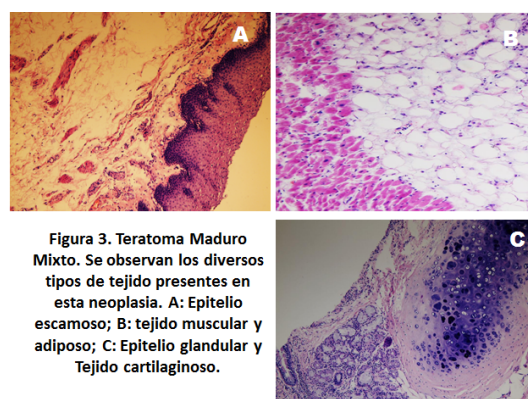 A
B
Figura 3. Teratoma Maduro
Mixto. Se observan los diversos
tipos de tejido presentes en
esta neoplasia. A: Epitelio
escamoso; B: tejido muscular y
adiposo; C: Epitelio glandular y
Tejido cartilaginoso.
C